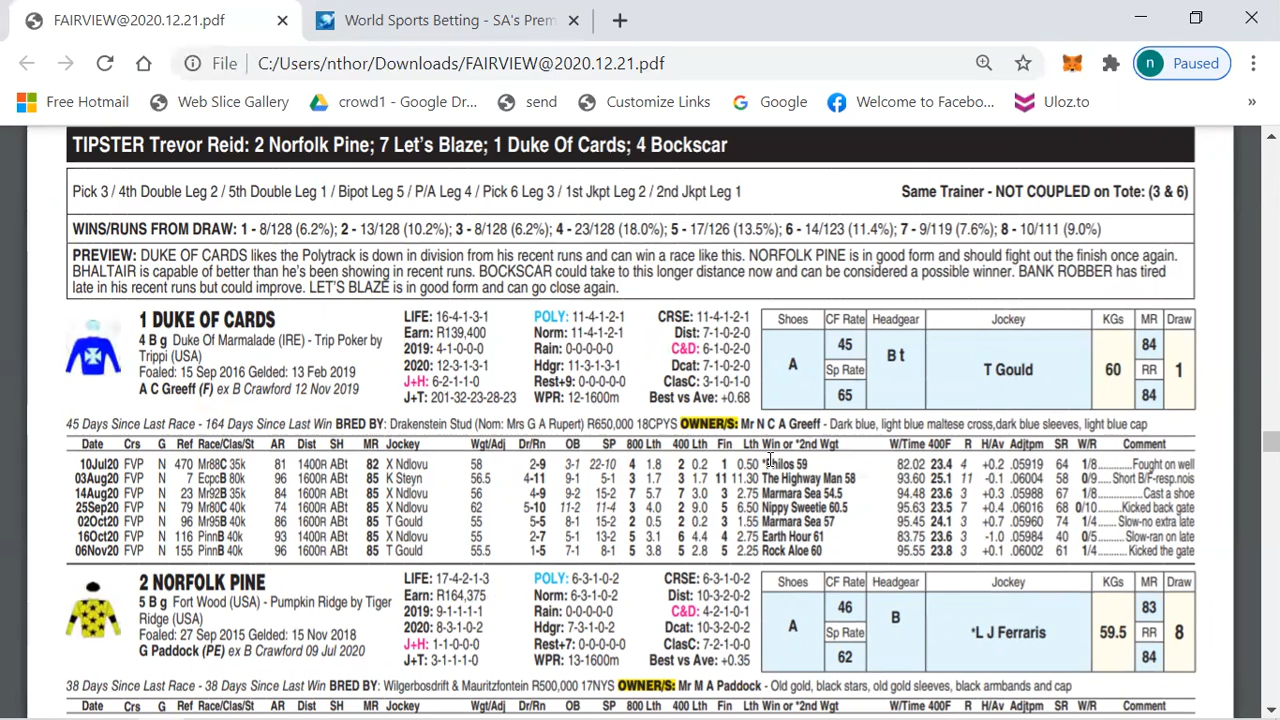 FAIRVIEW@2020.12.21.pdf
World Sports Betting - SA's Prem
File C:/Users/nthor/Downloads/FAIRVIEW@2020.12.21.pdf
n Paused
Free Hotmail Web Slice Gallery crowd1 - Google Dr... send Customize Links Google Welcome to Facebo... Uloz.to »
TIPSTER Trevor Reid: 2 Norfolk Pine; 7 Let's Blaze; 1 Duke Of Cards; 4 Bockscar
Pick 3 / 4th Double Leg 2 / 5th Double Leg 1 / Bipot Leg 5 / P/A Leg 4 / Pick 6 Leg 3 / 1st Jkpt Leg 2 / 2nd Jkpt Leg 1 Same Trainer - NOT COUPLED on Tote: (3 & 6)
WINS/RUNS FROM DRAW: 1 - 8/128 (6.2%) 2 - 13/128 (10.2%) 3 - 8/128 (6.2%) 4 - 23/128 (18.0%) 5 - 17/126 (13.5%) 6 - 14/123 (11.4%) 7 - 9/119 (7.6%) 8 - 10/111 (9.0%)
PREVIEW: DUKE OF CARDS likes the Polytrack is down in division from his recent runs and can win a race like this. NORFOLK PINE is in good form and should fight out the finish once again.
BHALTAIR is capable of better than he's been showing in recent runs. BOCKSCAR could take to this longer distance now and can be considered a possible winner. BANK ROBBER has tired
late in his recent runs but could improve. LET'S BLAZE is in good form and can go close again.
1 DUKE OF CARDS
4 B g Duke Of Marmalade (IRE) - Trip Poker by
Trippi (USA)
Foaled: 15 Sep 2016 Gelded: 13 Feb 2019
A C Greeff (F) ex B Crawford 12 Nov 2019
LIFE: 16-4-1-3-1 POLY: 11-4-1-2-1 CRSE: 11-4-1-2-1
Earn: R139,400 Norm: 11-4-1-2-1 Dist: 7-1-0-2-0
2019: 4-1-0-0-0 Rain: 0-0-0-0-0 C&D: 6-1-0-2-0
2020: 12-3-1-3-1 Hdgr: 11-3-1-3-1 Dcat: 7-1-0-2-0
J+H: 6-2-1-1-0 Rest+9: 0-0-0-0-0 ClasC: 3-1-0-1-0
J+T: 201-32-23-28-23 WPR: 12-1600m Best vs Ave: +0.68
Shoes CF Rate Headgear Jockey KGs MR Draw
A 45 B t T Gould 60 84 1
Sp Rate RR
65 84
45 Days Since Last Race - 164 Days Since Last Win BRED BY: Drakenstein Stud (Nom: Mrs G A Rupert) R650,000 18CPYS OWNER/S: Mr N C A Greeff - Dark blue, light blue maltese cross,dark blue sleeves, light blue cap
Date Crs G Ref Race/Clas/St AR Dist SH MR Jockey Wgt/Adj Dr/Rn OB SP 800 Lth 400 Lth Fin Lth Win or *2nd Wgt W/Time 400F R H/Av Adjtpm SR W/R Comment
10Jul20 FVP N 470 Mr88C 35k 81 1400R ABt 82 X Ndlovu 58 2-9 3-1 22-10 4 1.8 2 0.2 1 0.50 *Philos 59 82.02 23.4 4 +0.2 .05919 64 1/8 .......... Fought on well
03Aug20 FVP N 7 EcpcB 80k 96 1600R ABt 85 K Steyn 56.5 4-11 9-1 5-1 3 1.7 3 1.7 11 11.30 The Highway Man 58 93.60 25.1 11 -0.1 .06004 58 0/9 ..... Short B/F-resp.nois
14Aug20 FVP N 23 Mr92B 35k 84 1600R ABt 85 X Ndlovu 56 4-9 9-2 15-2 7 5.7 7 3.0 3 2.75 Marmara Sea 54.5 94.48 23.6 3 +0.3 .05988 67 1/8 .............. Cast a shoe
25Sep20 FVP N 79 Mr80C 40k 74 1600R ABt 85 X Ndlovu 62 5-10 11-2 11-4 3 4.0 2 9.0 5 6.50 Nippy Sweetie 60.5 95.63 23.5 7 +0.4 .06016 68 0/10 ......... Kicked back gate
02Oct20 FVP N 96 Mr95B 40k 86 1600R ABt 85 T Gould 55 5-5 8-1 15-2 2 0.5 2 0.2 3 1.55 Marmara Sea 57 95.45 24.1 3 +0.7 .05960 74 1/4 ..... Slow-no extra late
16Oct20 FVP N 116 PinnB 40k 93 1400R ABt 85 X Ndlovu 55 2-7 5-1 13-2 5 3.1 6 4.4 4 2.75 Earth Hour 61 83.75 23.6 3 -1.0 .05984 40 0/5 ...... Slow-ran on late
06Nov20 FVP N 155 PinnB 40k 96 1600R ABt 85 T Gould 55.5 1-5 7-1 8-1 5 3.8 5 2.8 5 2.25 Rock Aloe 60 95.55 23.8 3 +0.1 .06002 61 1/4 ........... Kicked the gate
2 NORFOLK PINE
5 B g Fort Wood (USA) - Pumpkin Ridge by Tiger
Ridge (USA)
Foaled: 27 Sep 2015 Gelded: 15 Nov 2018
G Paddock (PE) ex B Crawford 09 Jul 2020
LIFE: 17-4-2-1-3 POLY: 6-3-1-0-2 CRSE: 6-3-1-0-2
Earn: R164,375 Norm: 6-3-1-0-2 Dist: 10-3-2-0-2
2019: 9-1-1-1-1 Rain: 0-0-0-0-0 C&D: 4-2-1-0-1
2020: 8-3-1-0-2 Hdgr: 7-3-1-0-2 Dcat: 10-3-2-0-2
J+H: 1-1-0-0-0 Rest+7: 0-0-0-0-0 ClasC: 7-2-1-0-1
J+T: 3-1-1-1-0 WPR: 13-1600m Best vs Ave: +0.35
Shoes CF Rate Headgear Jockey KGs MR Draw
A 46 B *L J Ferraris 59.5 83 8
Sp Rate RR
62 84
38 Days Since Last Race - 38 Days Since Last Win BRED BY: Wilgerbosdrift & Mauritzfontein R500,000 17NYS OWNER/S: Mr M A Paddock - Old gold, black stars, old gold sleeves, black armbands and cap
Date Crs G Ref Race/Clas/St AR Dist SH MR Jockey Wgt/Adj Dr/Rn OB SP 800 Lth 400 Lth Fin Lth Win or *2nd Wgt W/Time 400F R H/Av Adjtpm SR W/R Comment